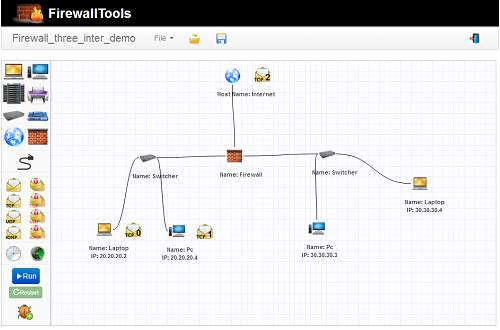 FirewallTools
Firewall_three_inter_demo File
TCP 2
Host Name: Internet
Name: Switcher
Name: Firewall
Name: Switcher
Name: Laptop
IP: 30.30.30.4
0
TCP 1
Name: Laptop
IP: 20.20.20.2
Name: Pc
IP: 20.20.20.4
Name: Pc
IP: 30.30.30.3
TCP
UDP
ICMP
Run
Restart